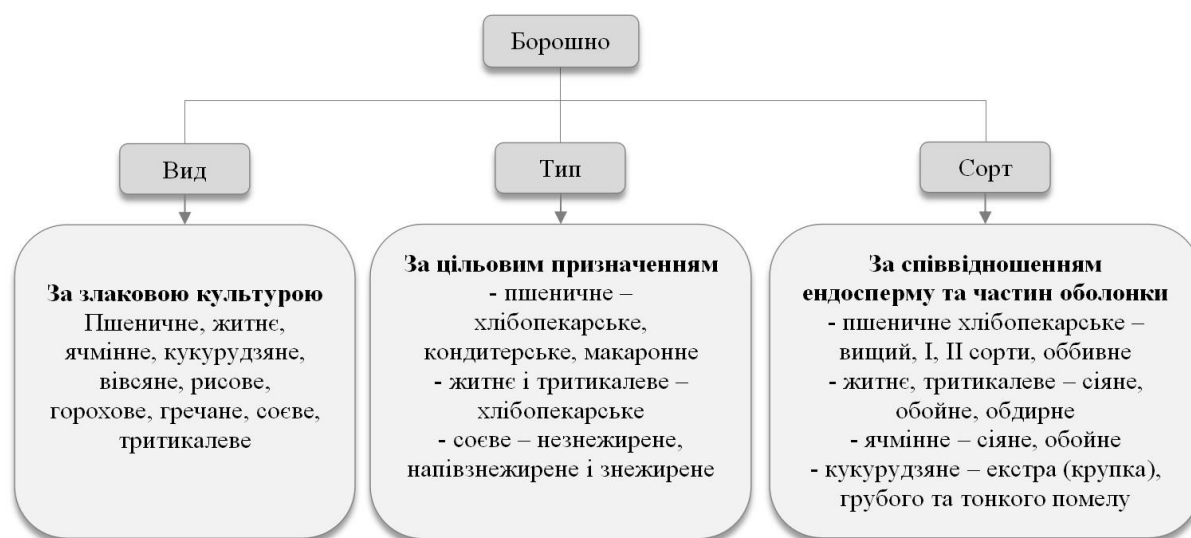 Борошно
Вид
Тип
Сорт
За злаковою культурою
Пшеничне, житнє,
ячмінне, кукурудзяне,
вівсяне, рисове,
горохове, гречане, соєве,
тритикалеве
За цільовим призначенням
- пшеничне –
хлібопекарське,
кондитерське, макаронне
- житнє і тритикалеве –
хлібопекарське
- соєве – незнежирене,
напівзнежирене і знежирене
За співвідношенням
ендосперму та частин оболонки
- пшеничне хлібопекарське –
вищий, І, ІІ сорти, оббивне
- житнє, тритикалеве – сіяне,
обойне, обдирне
- ячмінне – сіяне, обойне
- кукурудзяне – екстра (крупка),
грубого та тонкого помелу